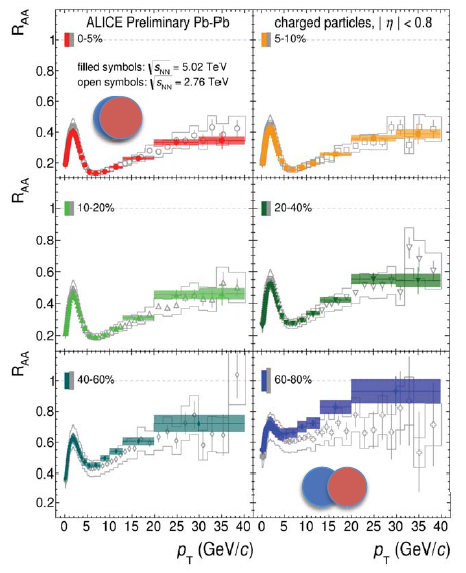 ALICE Preliminary Pb-Pb
charged particles, | η | < 0.8
R_AA
0-5%
filled symbols: √s_NN = 5.02 TeV
open symbols: √s_NN = 2.76 TeV
5-10%
1
0.8
0.6
0.4
0.2
R_AA
10-20%
20-40%
1
0.8
0.6
0.4
0.2
R_AA
40-60%
60-80%
1
0.8
0.6
0.4
0.2
0 5 10 15 20 25 30 35 40
0 5 10 15 20 25 30 35 40
p_T (GeV/c)
p_T (GeV/c)